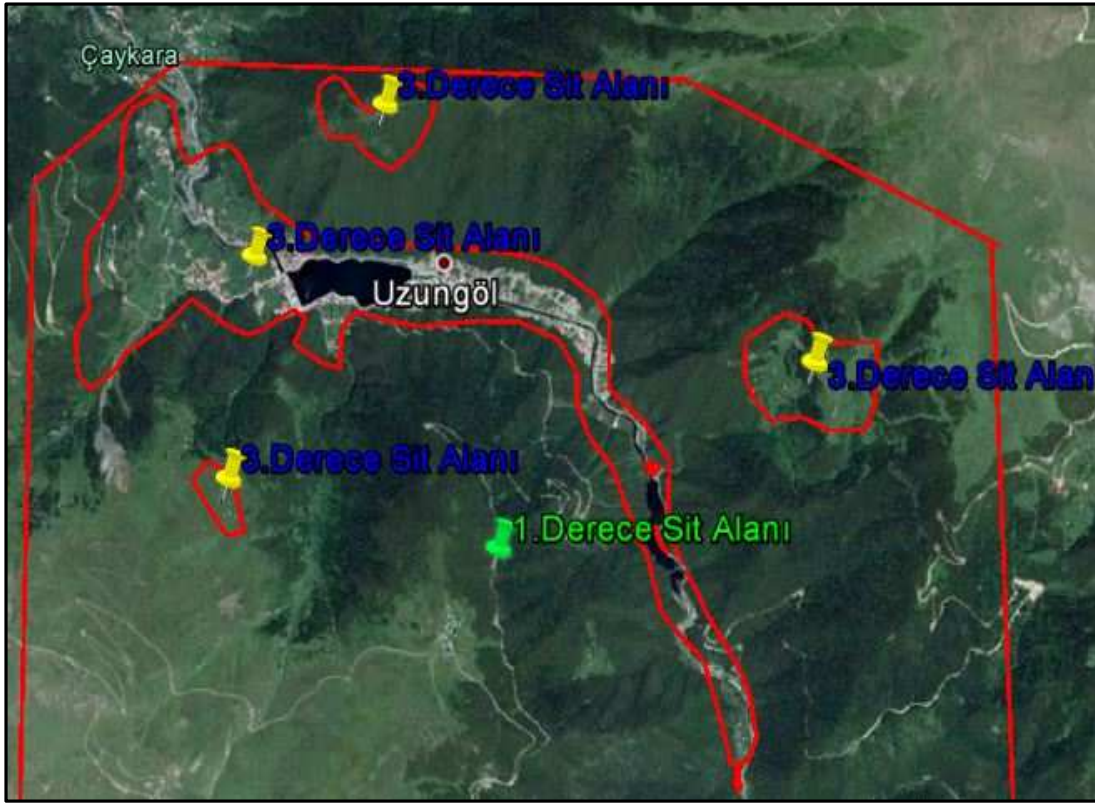 Çaykara
3.Derece Sit Alanı
3.Derece Sit Alanı
Uzungöl
3.Derece Sit Alan
3.Derece Sit Alanı
1.Derece Sit Alanı